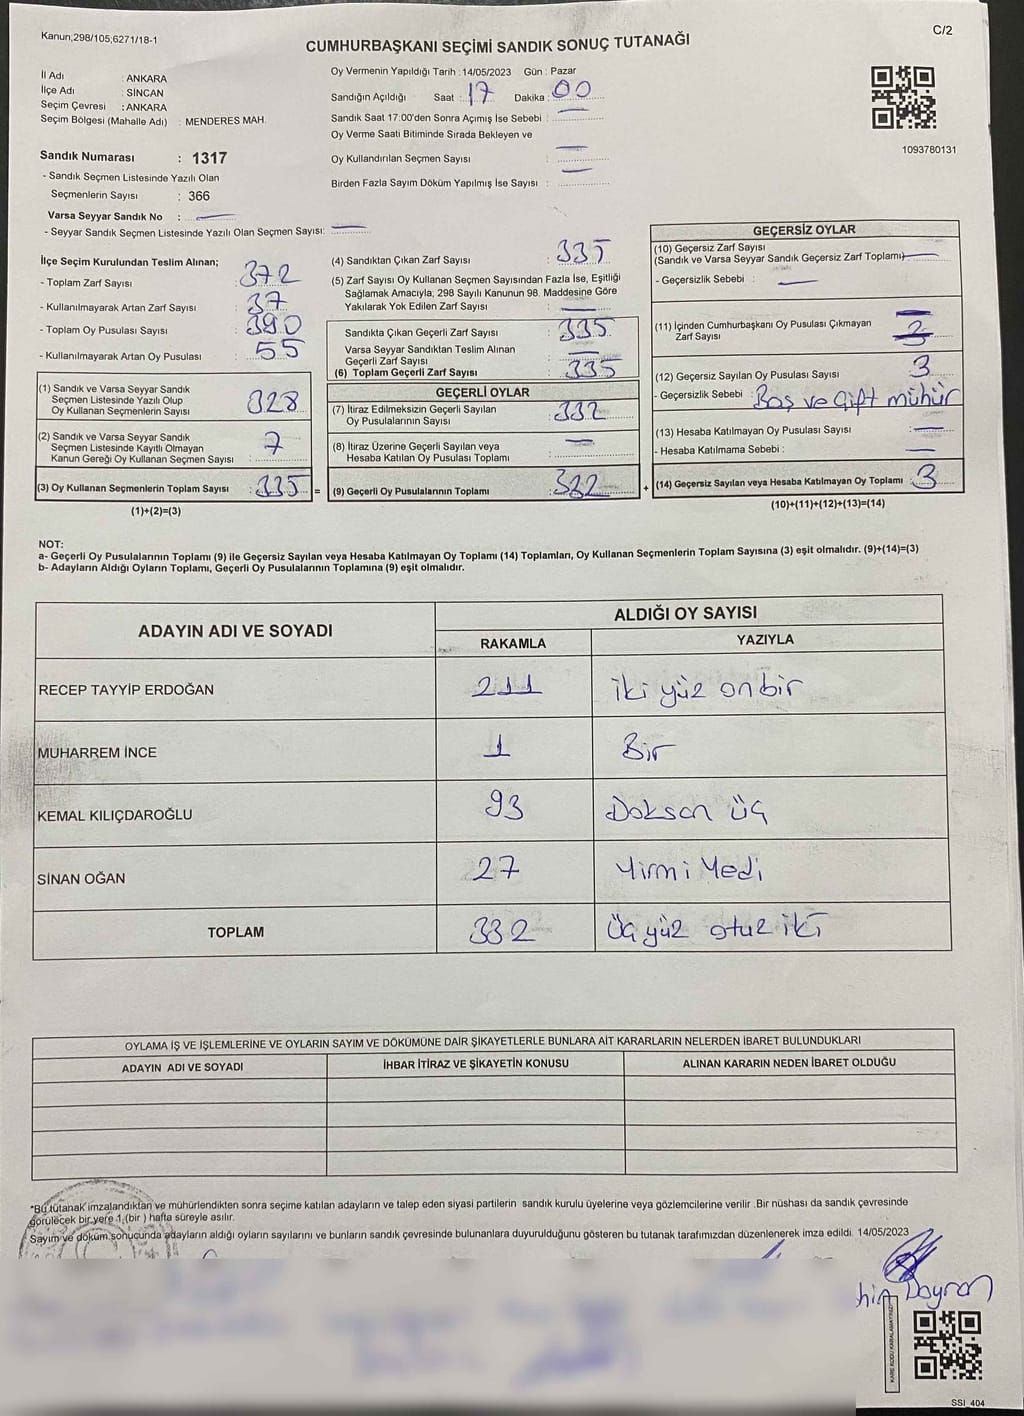 Kanun;298/105;6271/18-1
C/2
CUMHURBAŞKANI SEÇİMİ SANDIK SONUÇ TUTANAĞI
İl Adı : ANKARA
İlçe Adı : SİNCAN
Seçim Çevresi : ANKARA
Seçim Bölgesi (Mahalle Adı) : MENDERES MAH.
Oy Vermenin Yapıldığı Tarih : 14/05/2023 Gün : Pazar
Sandığın Açıldığı Saat : 17 Dakika : 00
Sandık Saat 17:00'den Sonra Açımış İse Sebebi :
Oy Verme Saati Bitiminde Sırada Bekleyen ve
Oy Kullandırılan Seçmen Sayısı :
Birden Fazla Sayım Döküm Yapılmış İse Sayısı :
1093780131
Sandık Numarası : 1317
- Sandık Seçmen Listesinde Yazılı Olan
Seçmenlerin Sayısı : 366
Varsa Seyyar Sandık No :
- Seyyar Sandık Seçmen Listesinde Yazılı Olan Seçmen Sayısı:
İlçe Seçim Kurulundan Teslim Alınan;
- Toplam Zarf Sayısı : 372
- Kullanılmayarak Artan Zarf Sayısı : 37
- Toplam Oy Pusulası Sayısı : 390
- Kullanılmayarak Artan Oy Pusulası : 55
(1) Sandık ve Varsa Seyyar Sandık
Seçmen Listesinde Yazılı Olup
Oy Kullanan Seçmenlerin Sayısı : 328
(2) Sandık ve Varsa Seyyar Sandık
Seçmen Listesinde Kayıtlı Olmayan
Kanun Gereği Oy Kullanan Seçmen Sayısı : 7
(3) Oy Kullanan Seçmenlerin Toplam Sayısı : 335 =
(1)+(2)=(3)
(4) Sandıktan Çıkan Zarf Sayısı : 335
(5) Zarf Sayısı Oy Kullanan Seçmen Sayısından Fazla İse, Eşitliği
Sağlamak Amacıyla, 298 Sayılı Kanunun 98. Maddesine Göre
Yakılarak Yok Edilen Zarf Sayısı :
Sandıkta Çıkan Geçerli Zarf Sayısı : 335
Varsa Seyyar Sandıktan Teslim Alınan
Geçerli Zarf Sayısı :
(6) Toplam Geçerli Zarf Sayısı : 335
GEÇERLİ OYLAR
(7) İtiraz Edilmeksizin Geçerli Sayılan
Oy Pusulalarının Sayısı : 332
(8) İtiraz Üzerine Geçerli Sayılan veya
Hesaba Katılan Oy Pusulası Toplamı :
(9) Geçerli Oy Pusulalarının Toplamı : 332 +
GEÇERSİZ OYLAR
(10) Geçersiz Zarf Sayısı
(Sandık ve Varsa Seyyar Sandık Geçersiz Zarf Toplamı)
- Geçersizlik Sebebi :
(11) İçinden Cumhurbaşkanı Oy Pusulası Çıkmayan
Zarf Sayısı
(12) Geçersiz Sayılan Oy Pusulası Sayısı : 3
- Geçersizlik Sebebi : Boş ve Çift mühür
(13) Hesaba Katılmayan Oy Pusulası Sayısı :
- Hesaba Katılmama Sebebi :
(14) Geçersiz Sayılan veya Hesaba Katılmayan Oy Toplamı : 3
(10)+(11)+(12)+(13)=(14)
NOT:
a- Geçerli Oy Pusulalarının Toplamı (9) ile Geçersiz Sayılan veya Hesaba Katılmayan Oy Toplamı (14) Toplamları, Oy Kullanan Seçmenlerin Toplam Sayısına (3) eşit olmalıdır. (9)+(14)=(3)
b- Adayların Aldığı Oyların Toplamı, Geçerli Oy Pusulalarının Toplamına (9) eşit olmalıdır.
ADAYIN ADI VE SOYADI
ALDIĞI OY SAYISI
RAKAMLA YAZIYLA
RECEP TAYYİP ERDOĞAN 211 iki yüz on bir
MUHARREM İNCE 1 Bir
KEMAL KILIÇDAROĞLU 93 Doksan üç
SİNAN OĞAN 27 Yirmi Yedi
TOPLAM 332 Üç yüz otuz iki
OYLAMA İŞ VE İŞLEMLERİNE VE OYLARIN SAYIM VE DÖKÜMÜNE DAİR ŞİKAYETLERLE BUNLARA AİT KARARLARIN NELERDEN İBARET BULUNDUKLARI
ADAYIN ADI VE SOYADI İHBAR İTİRAZ VE ŞİKAYETİN KONUSU ALINAN KARARIN NEDEN İBARET OLDUĞU
*Bu tutanak imzalandıktan ve mühürlendikten sonra seçime katılan adayların ve talep eden siyasi partilerin sandık kurulu üyelerine veya gözlemcilerine verilir. Bir nüshası da sandık çevresinde
görülecek bir yere 1 (bir) hafta süreyle asılır.
Sayım ve döküm sonucunda adayların aldığı oyların sayılarını ve bunların sandık çevresinde bulunanlara duyurulduğunu gösteren bu tutanak tarafımızdan düzenlenerek imza edildi. 14/05/2023
SSI_404